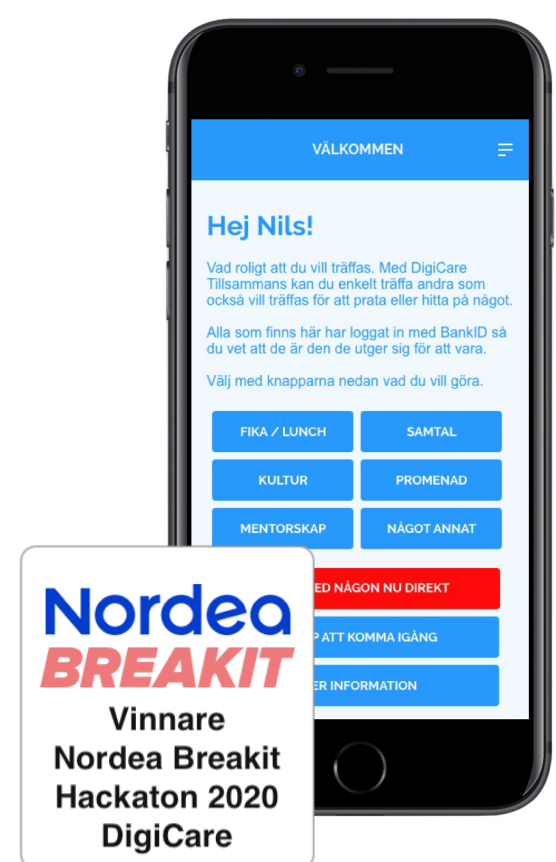 VÄLKOMMEN
Hej Nils!
Vad roligt att du vill träffas. Med DigiCare
Tillsammans kan du enkelt träffa andra som
också vill träffas för att prata eller hitta på något.
Alla som finns här har loggat in med BankID så
du vet att de är den de utger sig för att vara.
Välj med knapparna nedan vad du vill göra.
FIKA / LUNCH
SAMTAL
KULTUR
PROMENAD
MENTORSKAP
NÅGOT ANNAT
NÅGON NU DIREKT
ATT KOMMA IGÅNG
INFORMATION
Nordea
BREAKIT
Vinnare
Nordea Breakit
Hackaton 2020
DigiCare